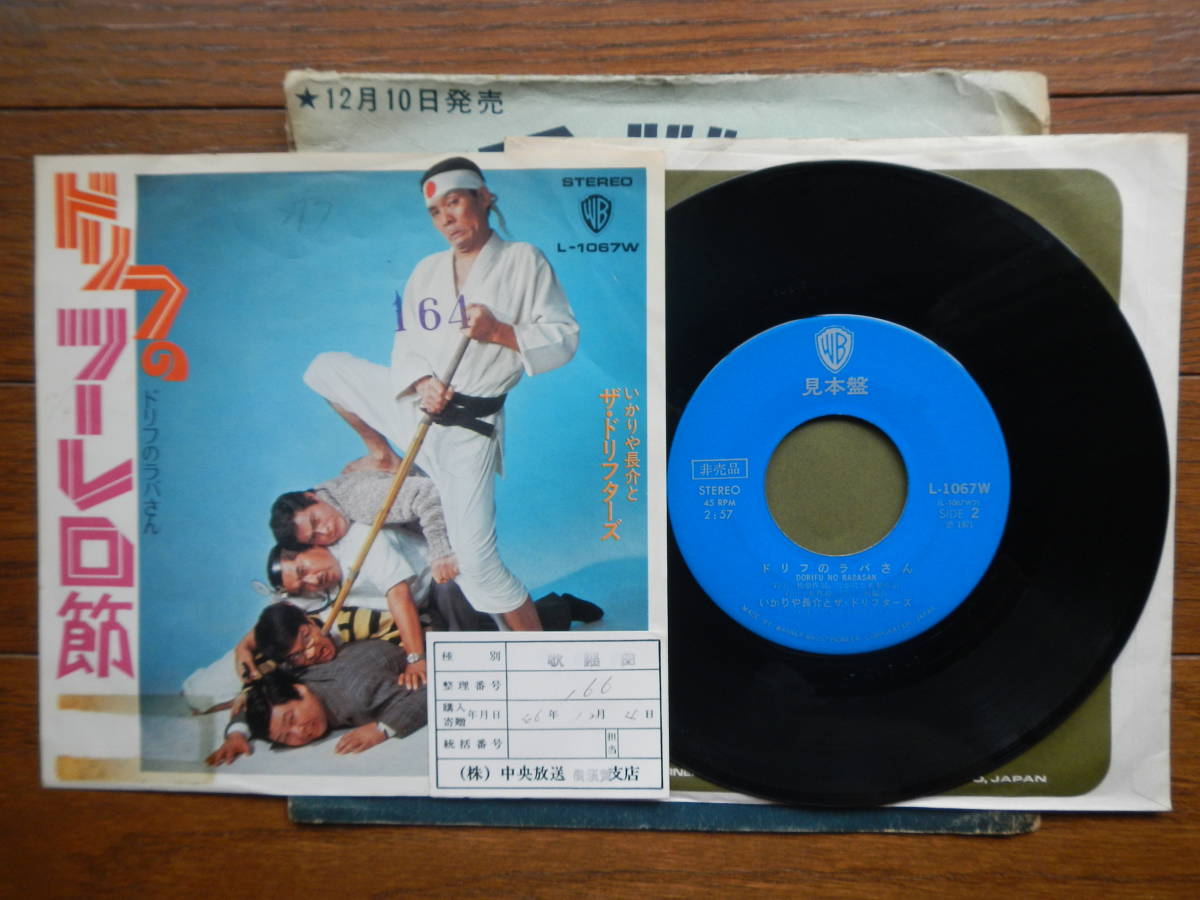 ★12月10日発売
ドリフの
ツーレロ節
ドリフのラバさん
STEREO
WB
L-1067W
164
いかりや長介と
ザ・ドリフターズ
種別 歌謡曲
整理番号 166
購入
寄贈
年月日 年 月 日
統括番号 担当
(株)中央放送 支店
WB
見本盤
非売品
STEREO
45 RPM
2:57
L-1067W
SIDE 2
ドリフのラバさん
DORIFU NO RABASAN
いかりや長介とザ・ドリフターズ
, JAPAN